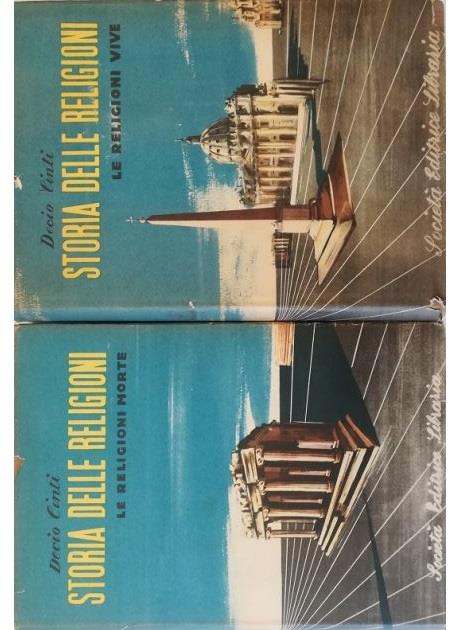 Decio Cinti
STORIA DELLE RELIGIONI
LE RELIGIONI VIVE
Società Editrice Libraria
Decio Cinti
STORIA DELLE RELIGIONI
LE RELIGIONI MORTE
Società Editrice Libraria